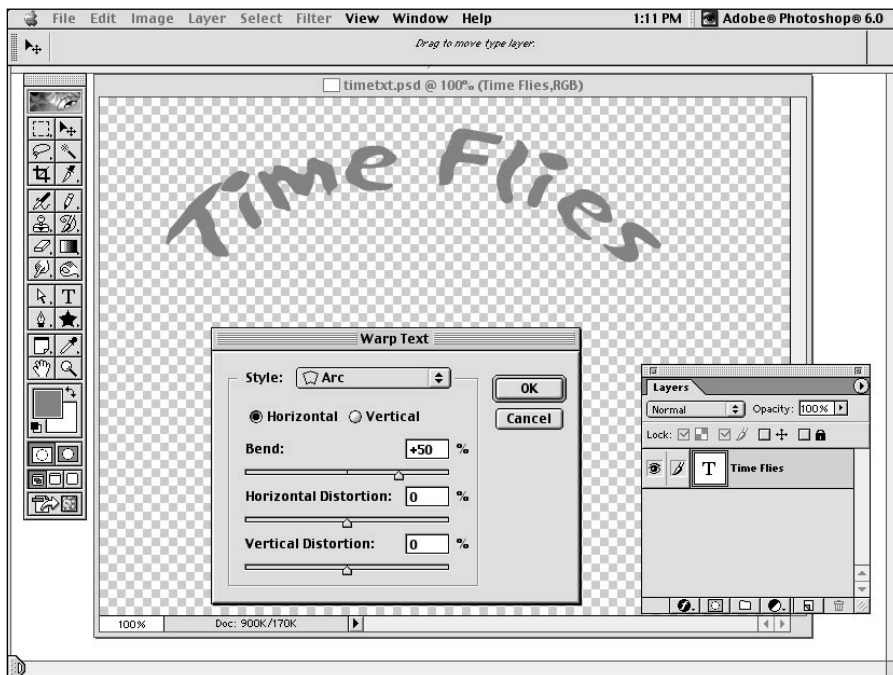 File Edit Image Layer Select Filter View Window Help 1:11 PM Adobe® Photoshop® 6.0
Drag to move type layer.
timetxt.psd @ 100% (Time Flies,RGB)
Time Flies
T
Warp Text
Style: Arc
OK
Horizontal Vertical
Cancel
Bend: +50 %
Horizontal Distortion: 0 %
Vertical Distortion: 0 %
Layers
Normal Opacity: 100%
Lock:
T Time Flies
100% Doc: 900K/170K